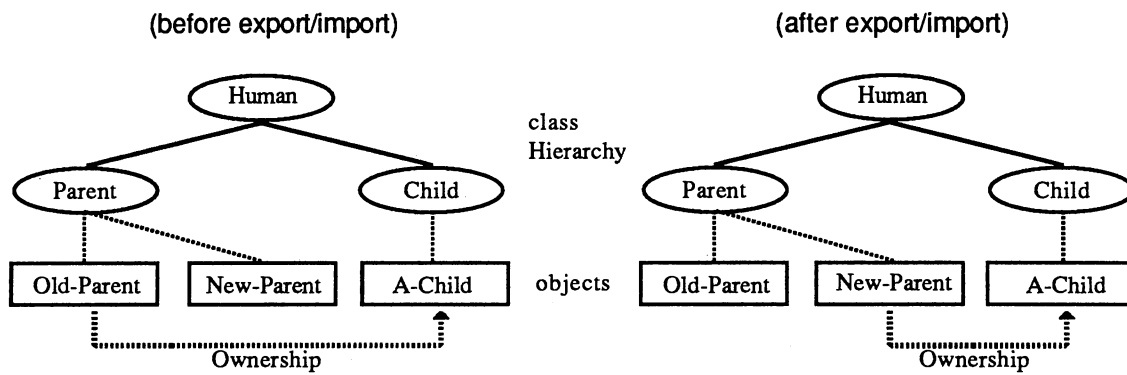 (before export/import)
(after export/import)
Human
Human
class
Hierarchy
Parent
Child
Parent
Child
Old-Parent
New-Parent
A-Child
objects
Old-Parent
New-Parent
A-Child
Ownership
Ownership